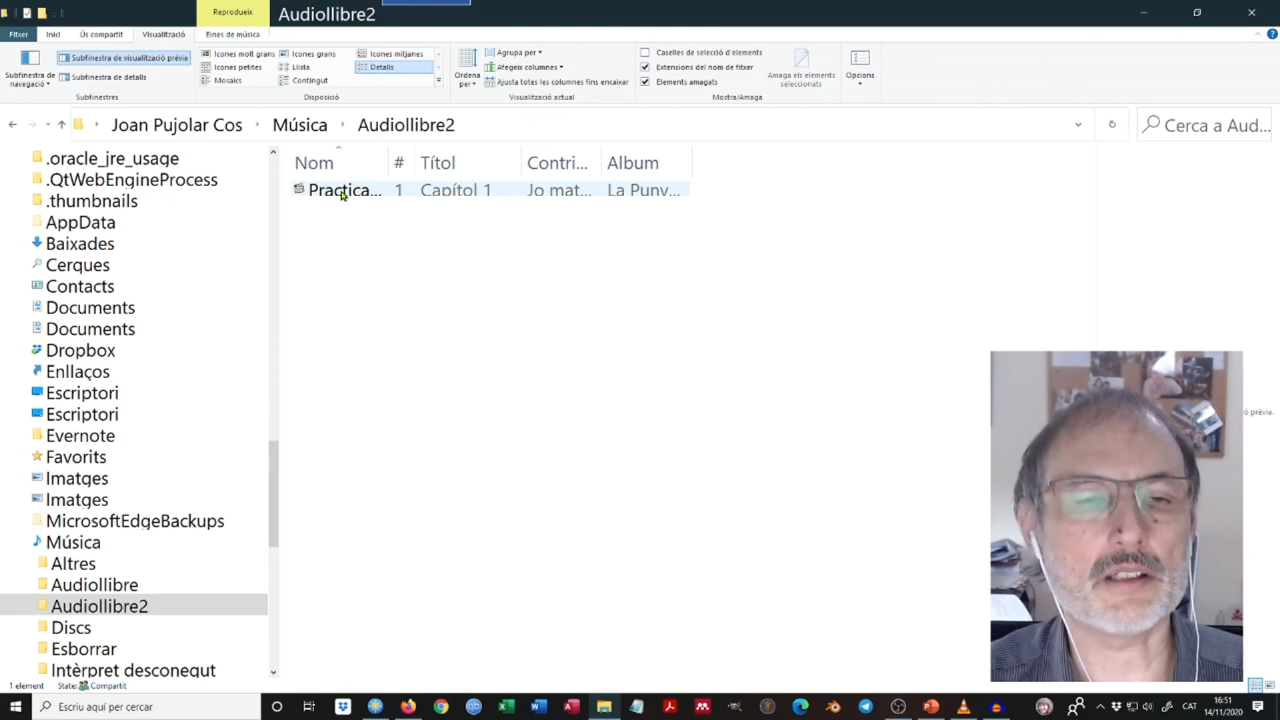 Reprodueix
Audiollibre2
Fitxer
Inici
Ús compartit
Visualització
Eines de música
Subfinestra de navegació
Subfinestra de visualització prèvia
Subfinestra de detalls
Subfinestres
Icones molt grans
Icones grans
Icones mitjanes
Icones petites
Llista
Detalls
Mosaics
Contingut
Disposició
Ordena per
Agrupa per
Afegeix columnes
Ajusta totes les columnes fins encaixar
Visualització actual
Caselles de selecció d'elements
Extensions del nom de fitxer
Elements amagats
Amaga els elements seleccionats
Mostra/Amaga
Opcions
Joan Pujolar Cos > Música > Audiollibre2
Cerca a Aud...
Nom # Títol Contri... Album
Practica... 1 Capítol 1 Jo mat... La Puny...
.oracle_jre_usage
.QtWebEngineProcess
.thumbnails
AppData
Baixades
Cerques
Contacts
Documents
Documents
Dropbox
Enllaços
Escriptori
Escriptori
Evernote
Favorits
Imatges
Imatges
MicrosoftEdgeBackups
Música
Altres
Audiollibre
Audiollibre2
Discs
Esborrar
Intèrpret desconegut
ó prèvia.
1 element State: Compartit
Escriu aquí per cercar
CAT
16:51
14/11/2020